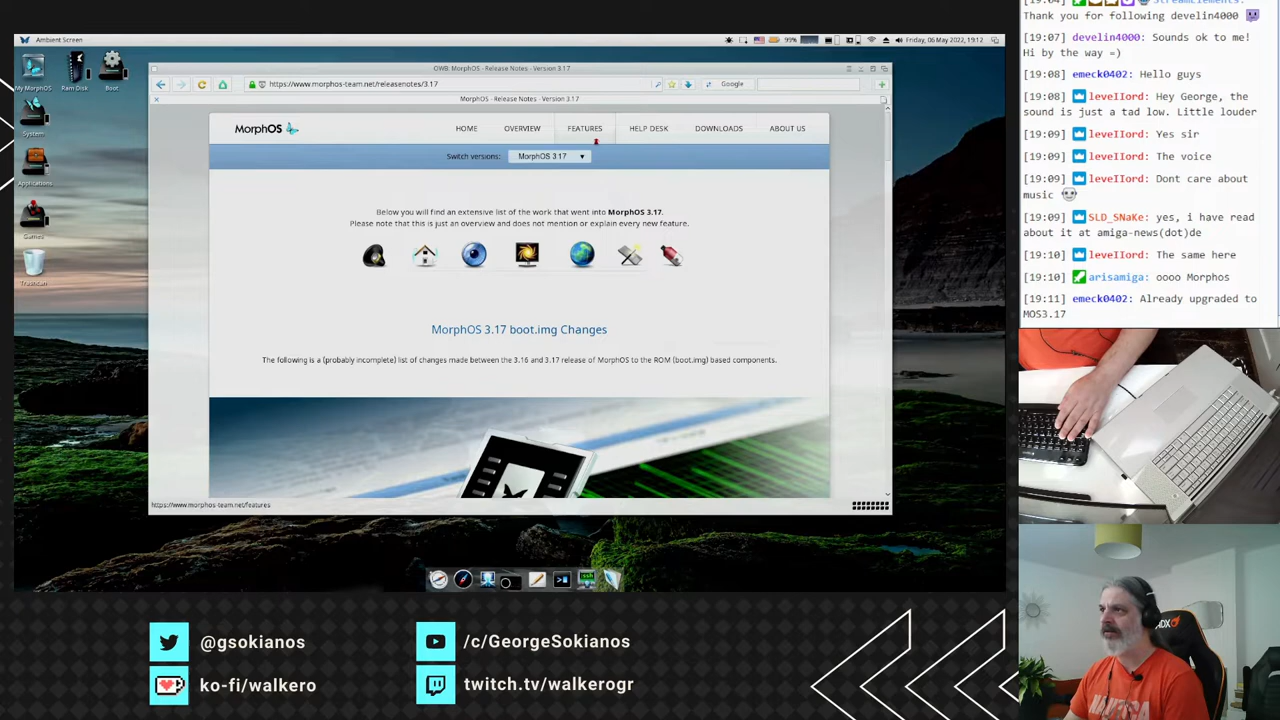 Ambient Screen
99%
Friday, 06 May 2022, 19:12
My MorphOS
Ram Disk
Boot
System
Applications
Games
Trashcan
OWB: MorphOS - Release Notes - Version 3.17
https://www.morphos-team.net/releasenotes/3.17
Google
MorphOS - Release Notes - Version 3.17
MorphOS
HOME
OVERVIEW
FEATURES
HELP DESK
DOWNLOADS
ABOUT US
Switch versions:
MorphOS 3.17
Below you will find an extensive list of the work that went into MorphOS 3.17.
Please note that this is just an overview and does not mention or explain every new feature.
MorphOS 3.17 boot.img Changes
The following is a (probably incomplete) list of changes made between the 3.16 and 3.17 release of MorphOS to the ROM (boot.img) based components.
https://www.morphos-team.net/features
[19:04] StreamElements:
Thank you for following develin4000
[19:07] develin4000: Sounds ok to me!
Hi by the way =)
[19:08] emeck0402: Hello guys
[19:08] leveIIord: Hey George, the
sound is just a tad low. Little louder
[19:09] leveIIord: Yes sir
[19:09] leveIIord: The voice
[19:09] leveIIord: Dont care about
music
[19:09] SLD_SNaKe: yes, i have read
about it at amiga-news(dot)de
[19:10] leveIIord: The same here
[19:10] arisamiga: oooo Morphos
[19:11] emeck0402: Already upgraded to
MOS3.17
@gsokianos
/c/GeorgeSokianos
ko-fi/walkero
twitch.tv/walkerogr